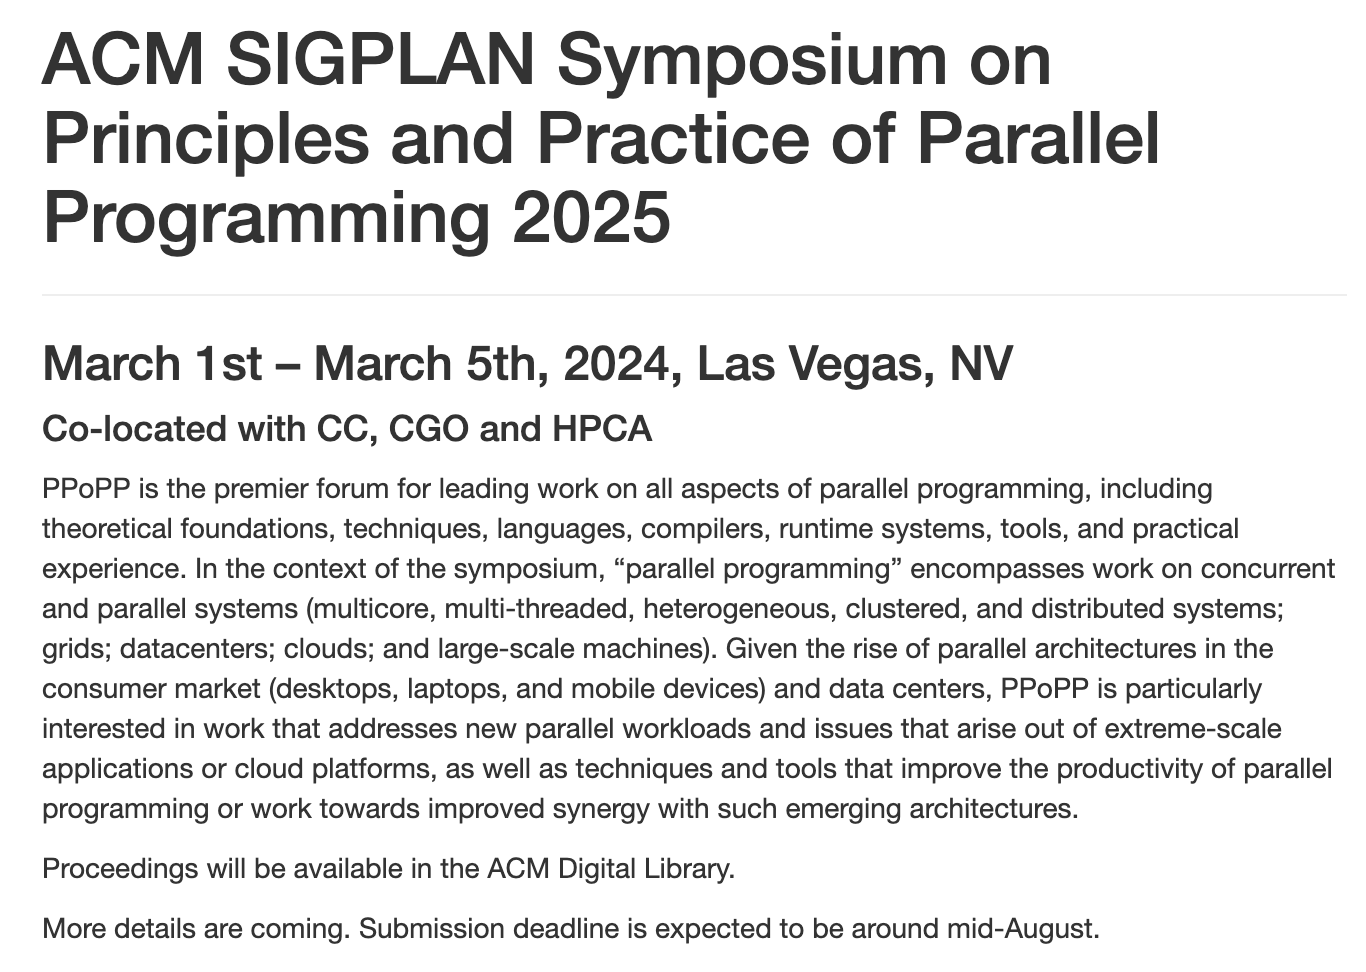 ACM SIGPLAN Symposium on
Principles and Practice of Parallel
Programming 2025
March 1st – March 5th, 2024, Las Vegas, NV
Co-located with CC, CGO and HPCA
PPoPP is the premier forum for leading work on all aspects of parallel programming, including
theoretical foundations, techniques, languages, compilers, runtime systems, tools, and practical
experience. In the context of the symposium, “parallel programming” encompasses work on concurrent
and parallel systems (multicore, multi-threaded, heterogeneous, clustered, and distributed systems;
grids; datacenters; clouds; and large-scale machines). Given the rise of parallel architectures in the
consumer market (desktops, laptops, and mobile devices) and data centers, PPoPP is particularly
interested in work that addresses new parallel workloads and issues that arise out of extreme-scale
applications or cloud platforms, as well as techniques and tools that improve the productivity of parallel
programming or work towards improved synergy with such emerging architectures.
Proceedings will be available in the ACM Digital Library.
More details are coming. Submission deadline is expected to be around mid-August.